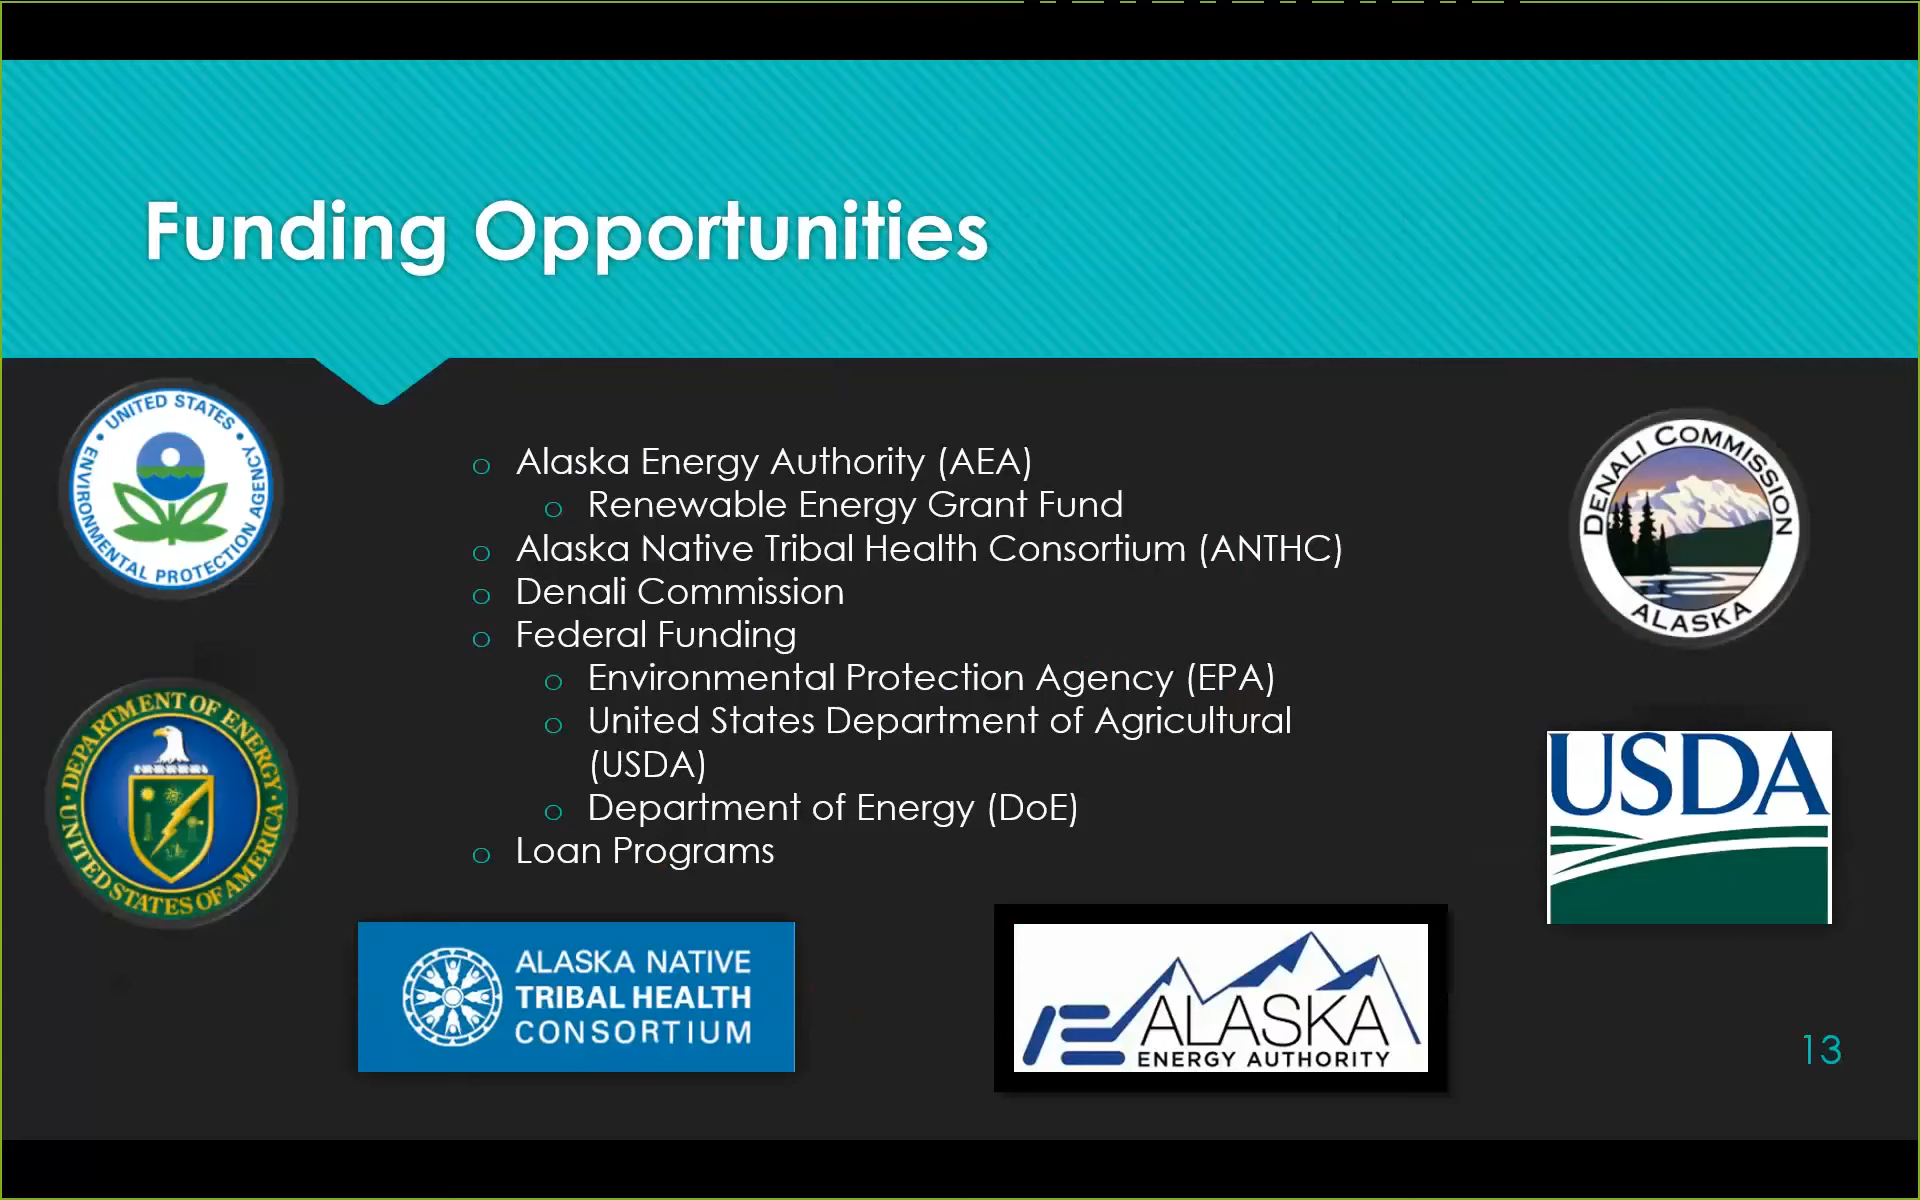 Funding Opportunities
UNITED STATES
ENVIRONMENTAL PROTECTION AGENCY
DEPARTMENT OF ENERGY
UNITED STATES OF AMERICA
o Alaska Energy Authority (AEA)
o Renewable Energy Grant Fund
o Alaska Native Tribal Health Consortium (ANTHC)
o Denali Commission
o Federal Funding
o Environmental Protection Agency (EPA)
o United States Department of Agricultural
(USDA)
o Department of Energy (DoE)
o Loan Programs
DENALI COMMISSION
ALASKA
USDA
ALASKA NATIVE
TRIBAL HEALTH
CONSORTIUM
ALASKA
ENERGY AUTHORITY
13